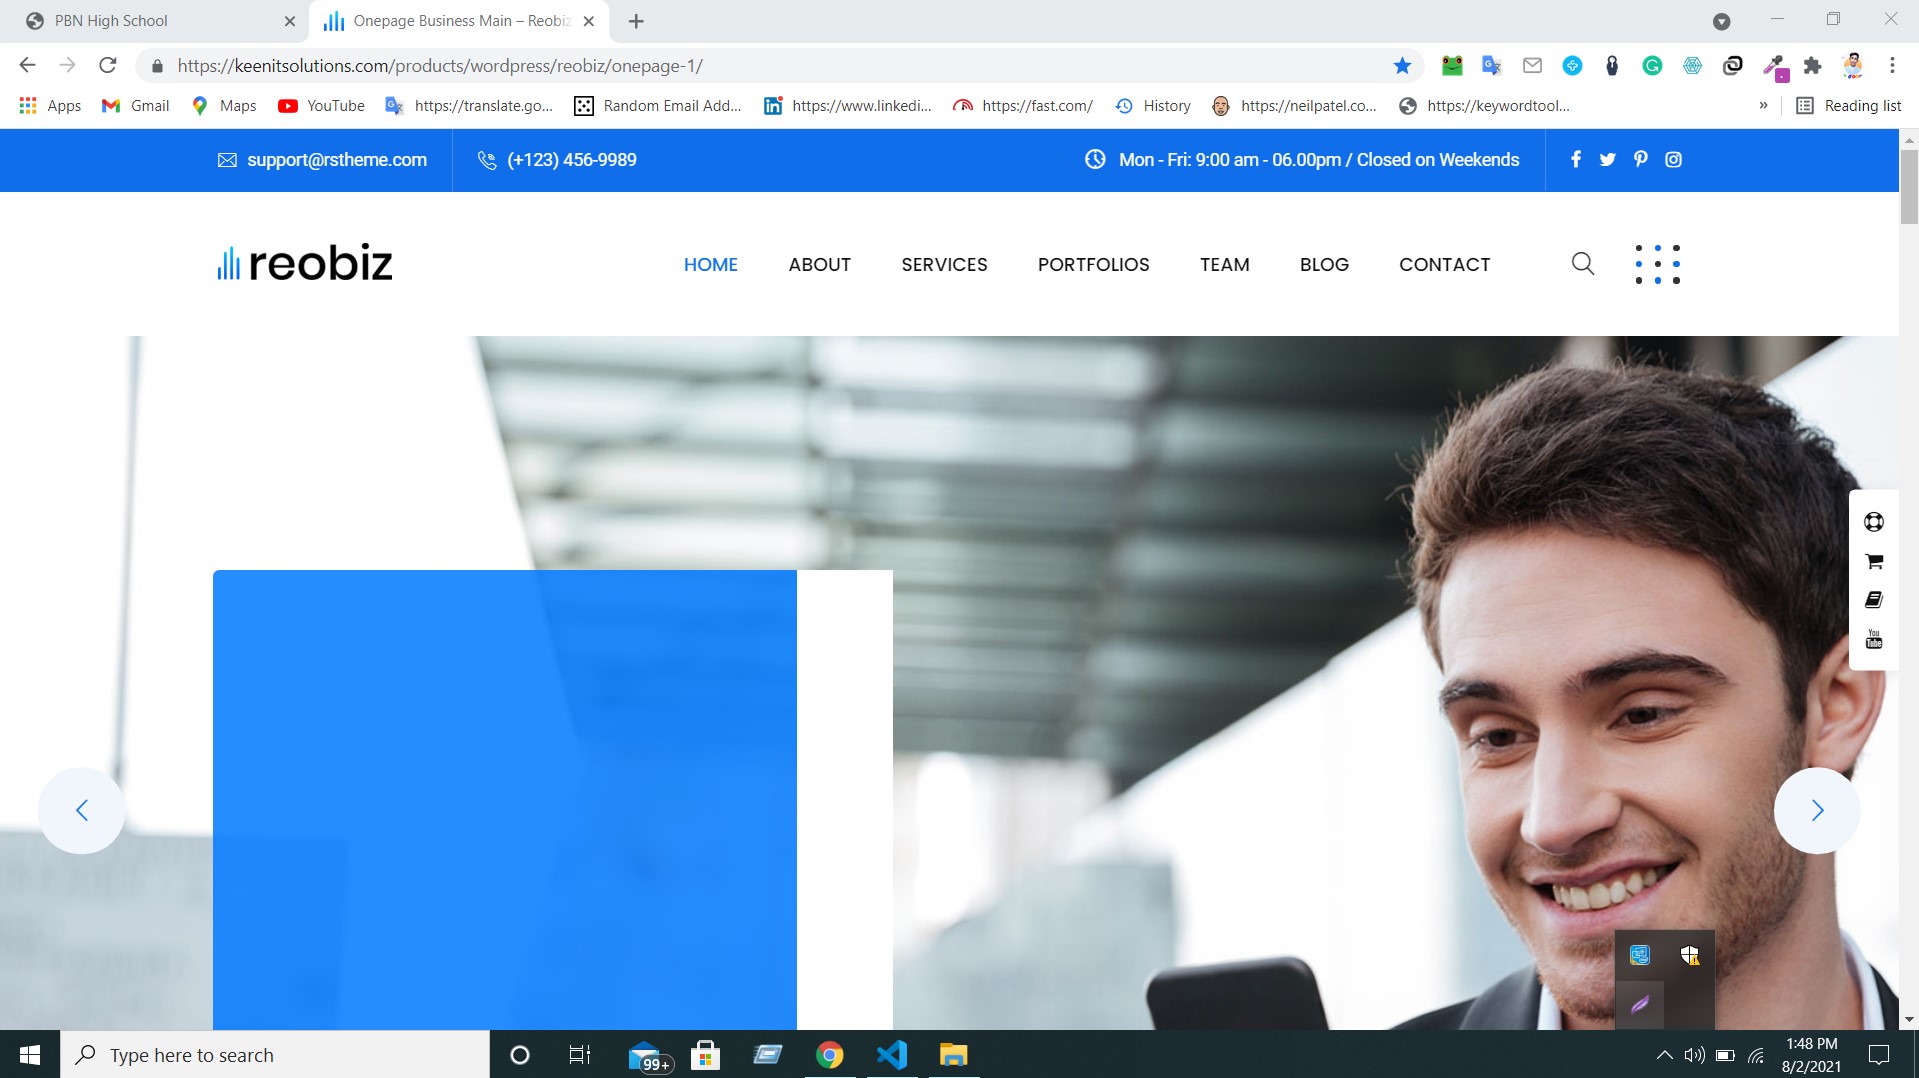 PBN High School
Onepage Business Main – Reobiz
https://keenitsolutions.com/products/wordpress/reobiz/onepage-1/
Apps Gmail Maps YouTube https://translate.go... Random Email Add... https://www.linkedi... https://fast.com/ History https://neilpatel.co... https://keywordtool... » Reading list
support@rstheme.com (+123) 456-9989 Mon - Fri: 9:00 am - 06.00pm / Closed on Weekends
reobiz HOME ABOUT SERVICES PORTFOLIOS TEAM BLOG CONTACT
You
Tube
Type here to search
99+
1:48 PM
8/2/2021